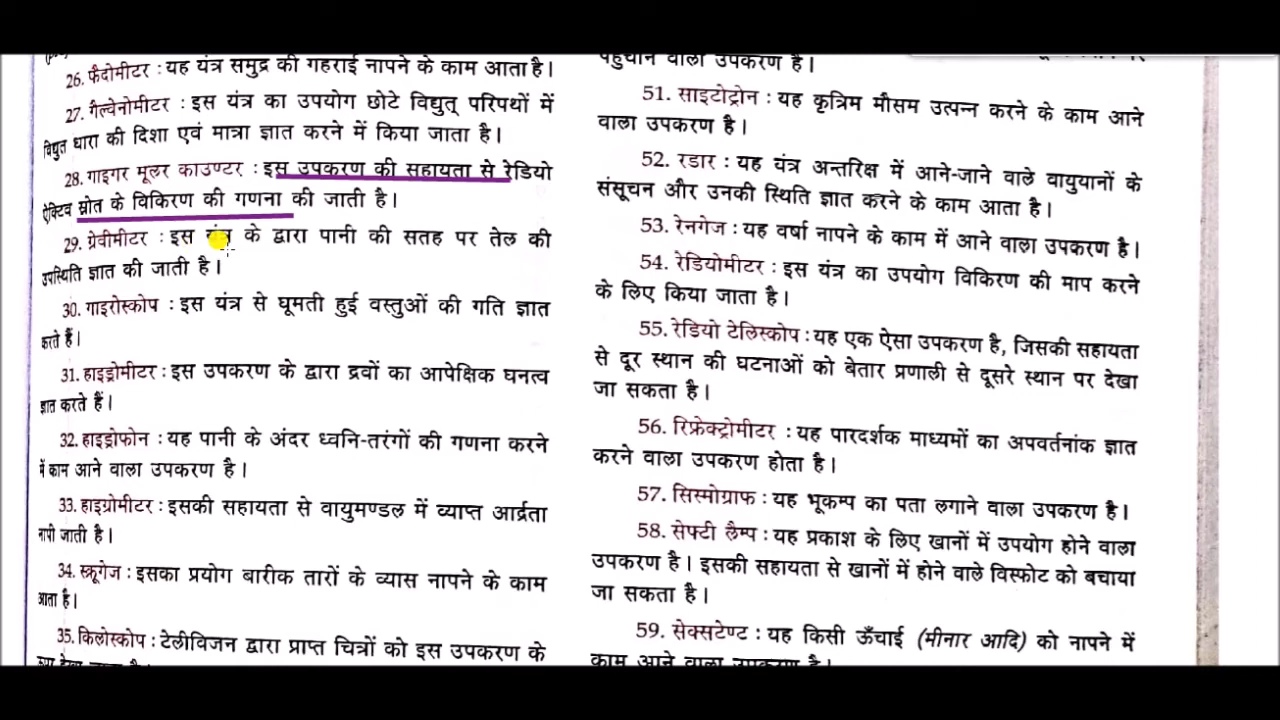 26. फैदोमीटर : यह यंत्र समुद्र की गहराई नापने के काम आता है।
27. गैल्वेनोमीटर : इस यंत्र का उपयोग छोटे विद्युत् परिपथों में
विद्युत धारा की दिशा एवं मात्रा ज्ञात करने में किया जाता है।
28. गाइगर मूलर काउण्टर : इस उपकरण की सहायता से रेडियो
ऐक्टिव स्रोत के विकिरण की गणना की जाती है।
29. ग्रेवीमीटर : इस यंत्र के द्वारा पानी की सतह पर तेल की
उपस्थिति ज्ञात की जाती है।
30. गाइरोस्कोप : इस यंत्र से घूमती हुई वस्तुओं की गति ज्ञात
करते हैं।
31. हाइड्रोमीटर : इस उपकरण के द्वारा द्रवों का आपेक्षिक घनत्व
ज्ञात करते हैं।
32. हाइड्रोफोन : यह पानी के अंदर ध्वनि-तरंगों की गणना करने
में काम आने वाला उपकरण है।
33. हाइग्रोमीटर : इसकी सहायता से वायुमण्डल में व्याप्त आर्द्रता
नापी जाती है।
34. स्क्रूगेज : इसका प्रयोग बारीक तारों के व्यास नापने के काम
आता है।
35. किलोस्कोप : टेलीविजन द्वारा प्राप्त चित्रों को इस उपकरण के
पहुंचाने वाला उपकरण है।
51. साइटोट्रोन : यह कृत्रिम मौसम उत्पन्न करने के काम आने
वाला उपकरण है।
52. रडार : यह यंत्र अन्तरिक्ष में आने-जाने वाले वायुयानों के
संसूचन और उनकी स्थिति ज्ञात करने के काम आता है।
53. रेनगेज : यह वर्षा नापने के काम में आने वाला उपकरण है।
54. रेडियोमीटर : इस यंत्र का उपयोग विकिरण की माप करने
के लिए किया जाता है।
55. रेडियो टेलिस्कोप : यह एक ऐसा उपकरण है, जिसकी सहायता
से दूर स्थान की घटनाओं को बेतार प्रणाली से दूसरे स्थान पर देखा
जा सकता है।
56. रिफ्रेक्ट्रोमीटर : यह पारदर्शक माध्यमों का अपवर्तनांक ज्ञात
करने वाला उपकरण होता है।
57. सिस्मोग्राफ : यह भूकम्प का पता लगाने वाला उपकरण है।
58. सेफ्टी लैम्प : यह प्रकाश के लिए खानों में उपयोग होने वाला
उपकरण है। इसकी सहायता से खानों में होने वाले विस्फोट को बचाया
जा सकता है।
59. सेक्सटेण्ट : यह किसी ऊँचाई (मीनार आदि) को नापने में
काम आने वाला उपकरण है।